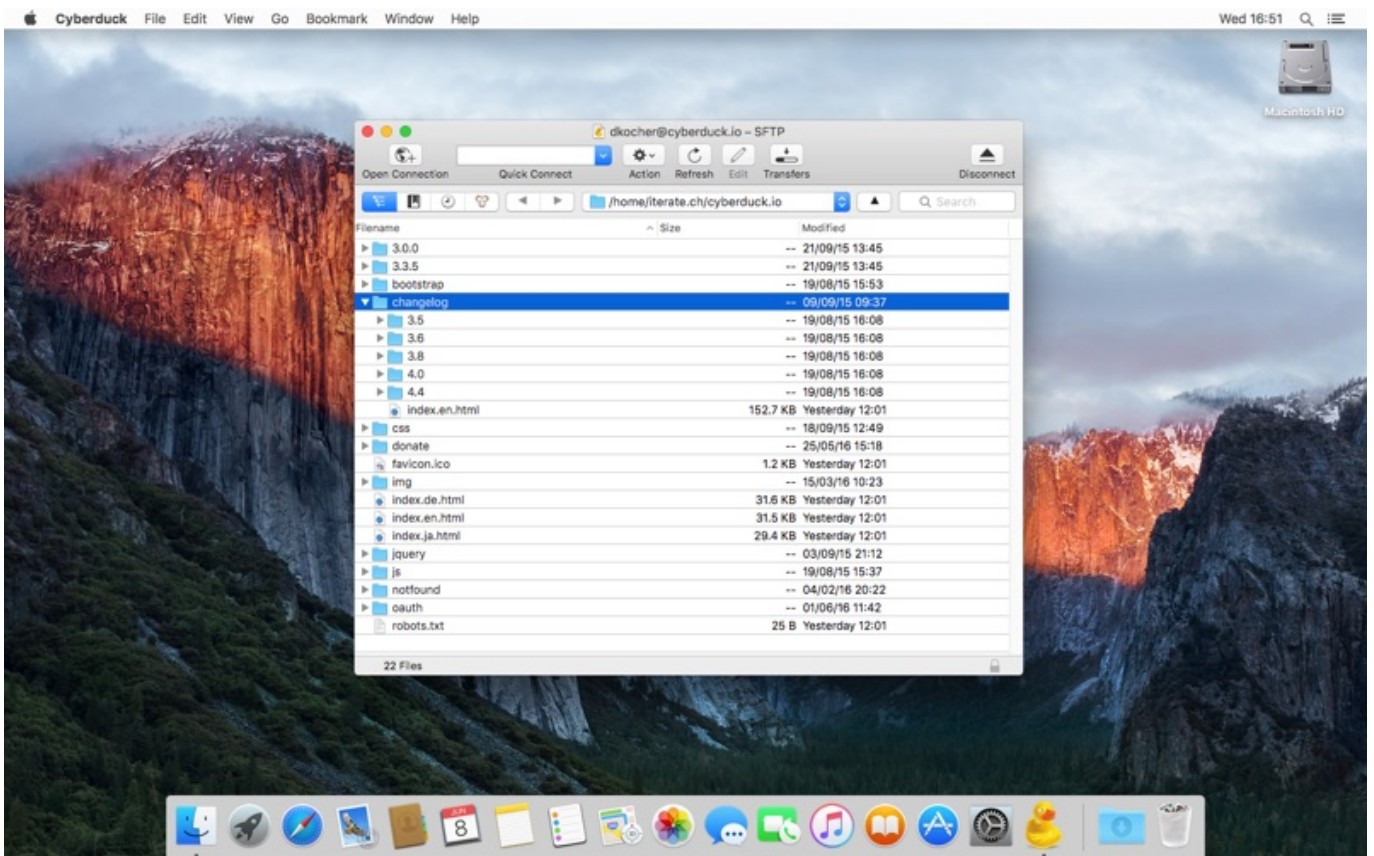 Cyberduck File Edit View Go Bookmark Window Help Wed 16:51
Macintosh HD
dkocher@cyberduck.io – SFTP
Open Connection Quick Connect Action Refresh Edit Transfers Disconnect
/home/iterate.ch/cyberduck.io Search
Filename Size Modified
3.0.0 -- 21/09/15 13:45
3.3.5 -- 21/09/15 13:45
bootstrap -- 19/08/15 15:53
changelog -- 09/09/15 09:37
3.5 -- 19/08/15 16:08
3.6 -- 19/08/15 16:08
3.8 -- 19/08/15 16:08
4.0 -- 19/08/15 16:08
4.4 -- 19/08/15 16:08
index.en.html 152.7 KB Yesterday 12:01
css -- 18/09/15 12:49
donate -- 25/05/16 15:18
favicon.ico 1.2 KB Yesterday 12:01
img -- 15/03/16 10:23
index.de.html 31.6 KB Yesterday 12:01
index.en.html 31.5 KB Yesterday 12:01
index.ja.html 29.4 KB Yesterday 12:01
jquery -- 03/09/15 21:12
js -- 19/08/15 15:37
notfound -- 04/02/16 20:22
oauth -- 01/06/16 11:42
robots.txt 25 B Yesterday 12:01
22 Files
JUN
8